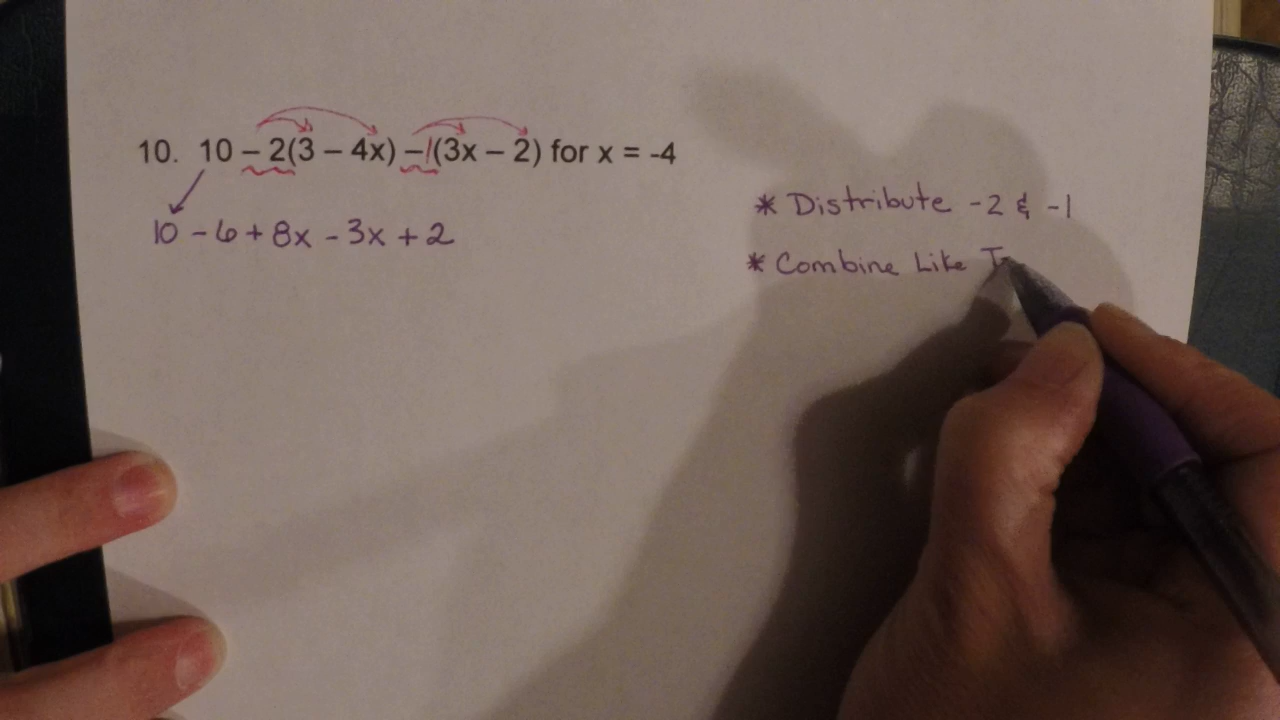 10. 10 – 2(3 – 4x) – 1(3x – 2) for x = -4
10 - 6 + 8x - 3x + 2
* Distribute -2 & -1
* Combine Like